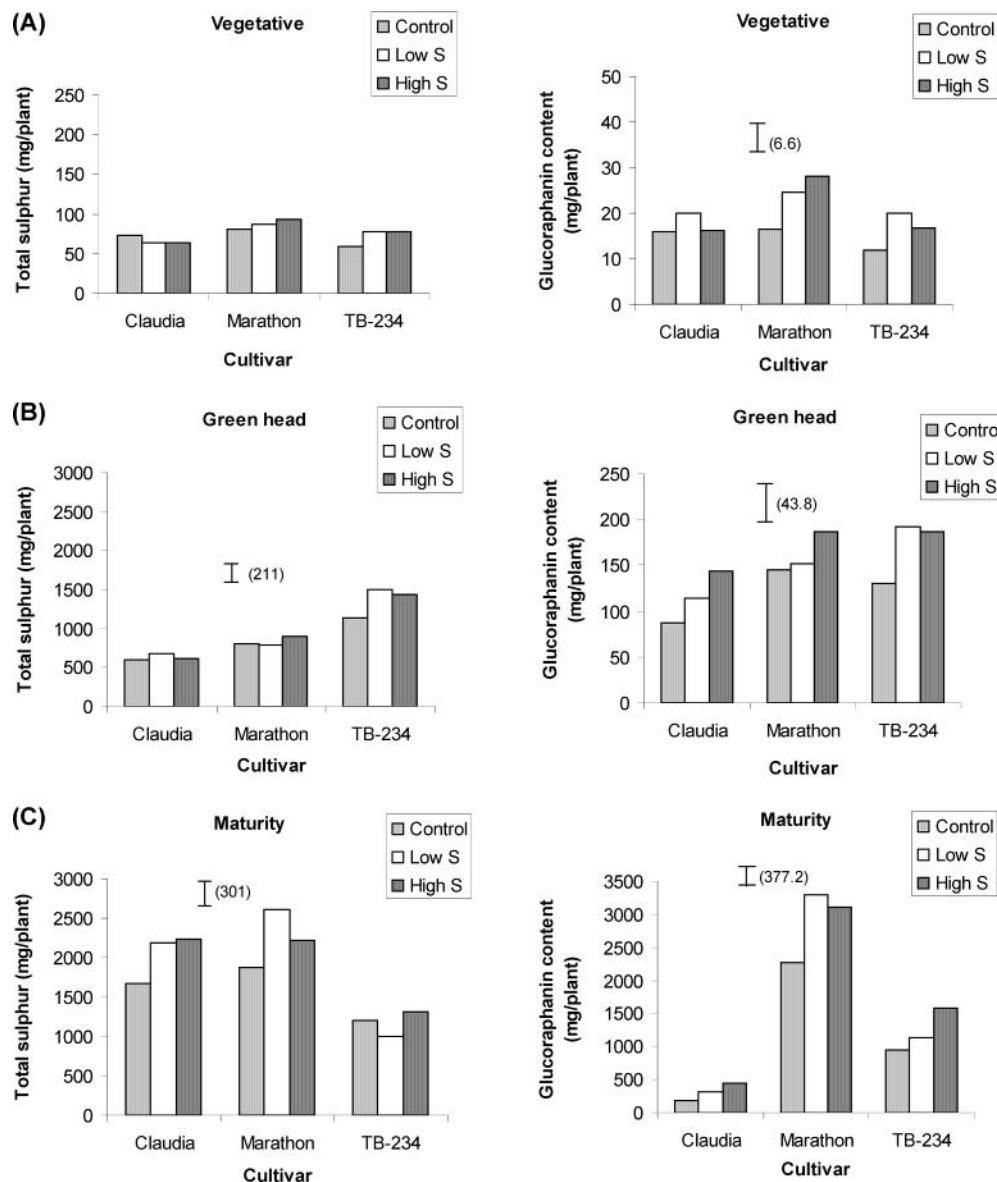 (A)
Vegetative
Control
Low S
High S
Total sulphur (mg/plant)
250
200
150
100
50
0
Claudia Marathon TB-234
Cultivar
Vegetative
Control
Low S
High S
Glucoraphanin content
(mg/plant)
50
40
30
20
10
0
(6.6)
Claudia Marathon TB-234
Cultivar
(B)
Green head
Control
Low S
High S
Total sulphur (mg/plant)
3000
2500
2000
1500
1000
500
0
(211)
Claudia Marathon TB-234
Cultivar
Green head
Control
Low S
High S
Glucoraphanin content
(mg/plant)
250
200
150
100
50
0
(43.8)
Claudia Marathon TB-234
Cultivar
(C)
Maturity
Control
Low S
High S
Total sulphur (mg/plant)
3000
2500
2000
1500
1000
500
0
(301)
Claudia Marathon TB-234
Cultivar
Maturity
Control
Low S
High S
Glucoraphanin content
(mg/plant)
3500
3000
2500
2000
1500
1000
500
0
(377.2)
Claudia Marathon TB-234
Cultivar